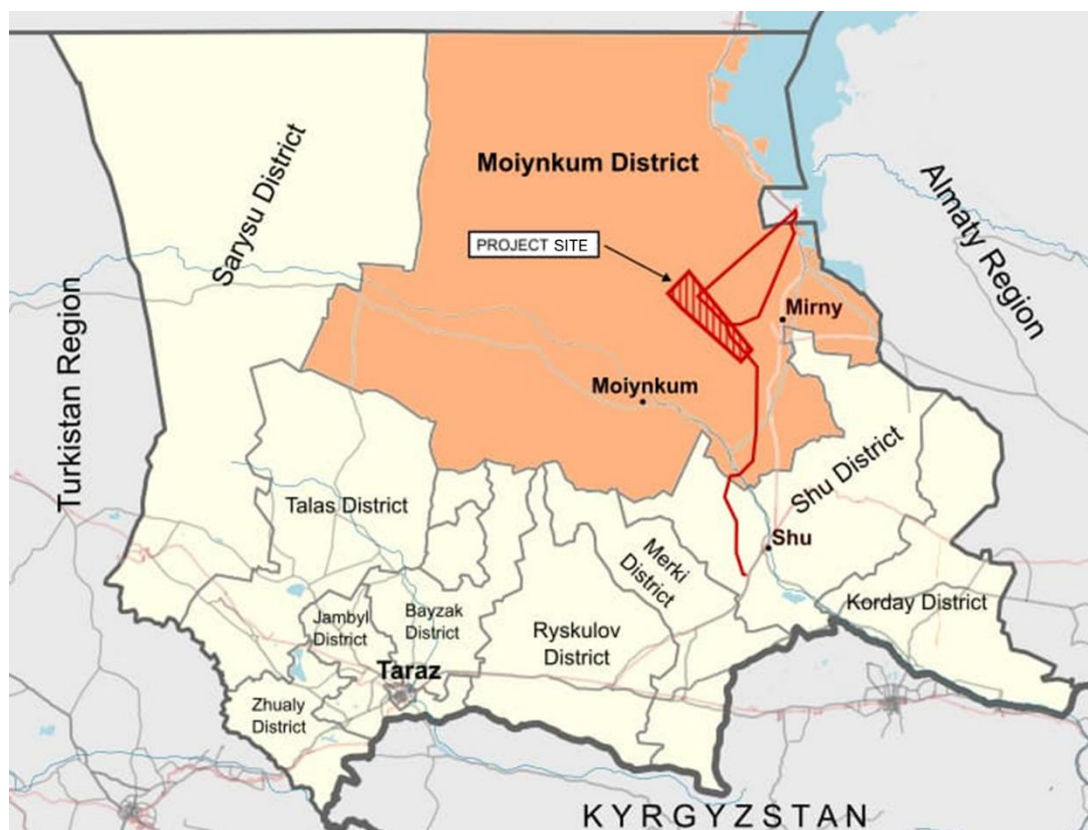 Moiynkum District
Sarysu District
Almaty Region
PROJECT SITE
Mirny
Turkistan Region
Moiynkum
Shu District
Talas District
Shu
Merki
District
Korday District
Jambyl
District
Bayzak
District
Ryskulov
District
Taraz
Zhualy
District
KYRGYZSTAN